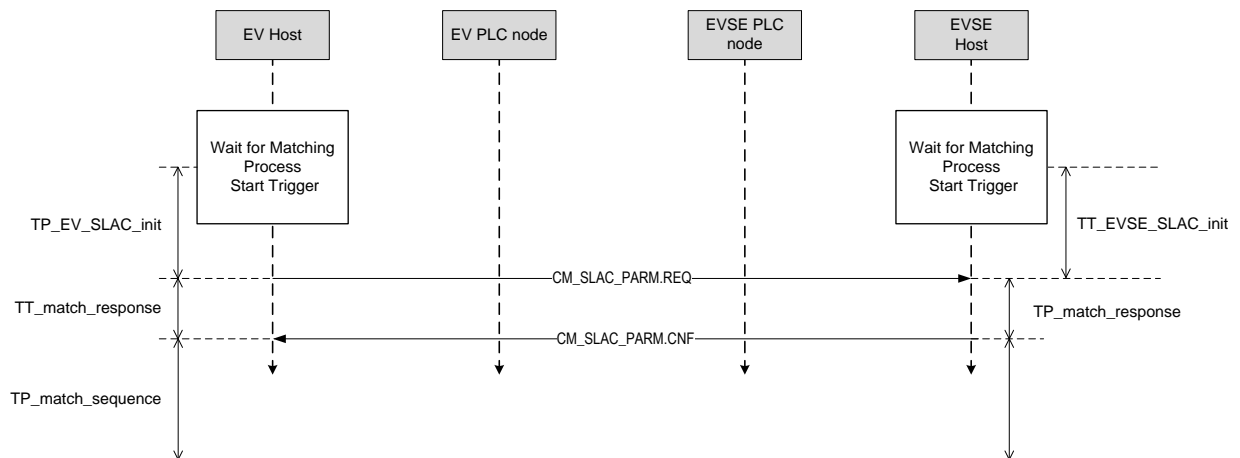 EV Host
EV PLC node
EVSE PLC
node
EVSE
Host
Wait for Matching
Process
Start Trigger
Wait for Matching
Process
Start Trigger
TP_EV_SLAC_init
TT_EVSE_SLAC_init
CM_SLAC_PARM.REQ
TT_match_response
TP_match_response
CM_SLAC_PARM.CNF
TP_match_sequence